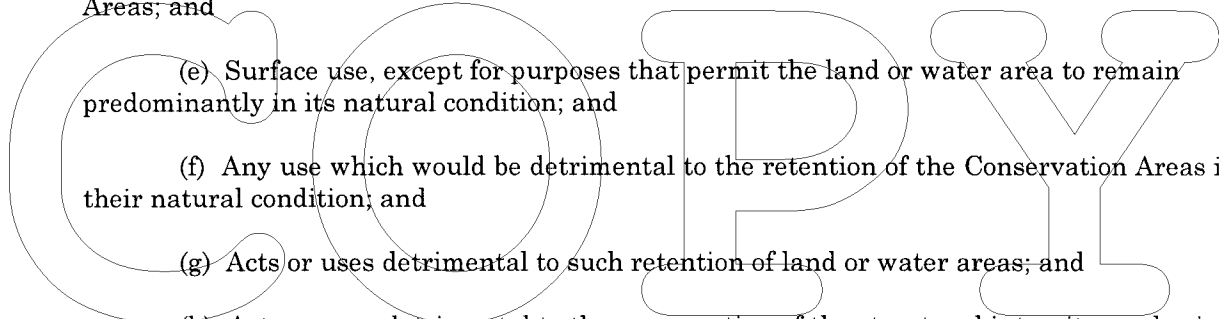 Areas; and
(e) Surface use, except for purposes that permit the land or water area to remain
predominantly in its natural condition; and
(f) Any use which would be detrimental to the retention of the Conservation Areas
their natural condition; and
(g) Acts or uses detrimental to such retention of land or water areas; and
COPY